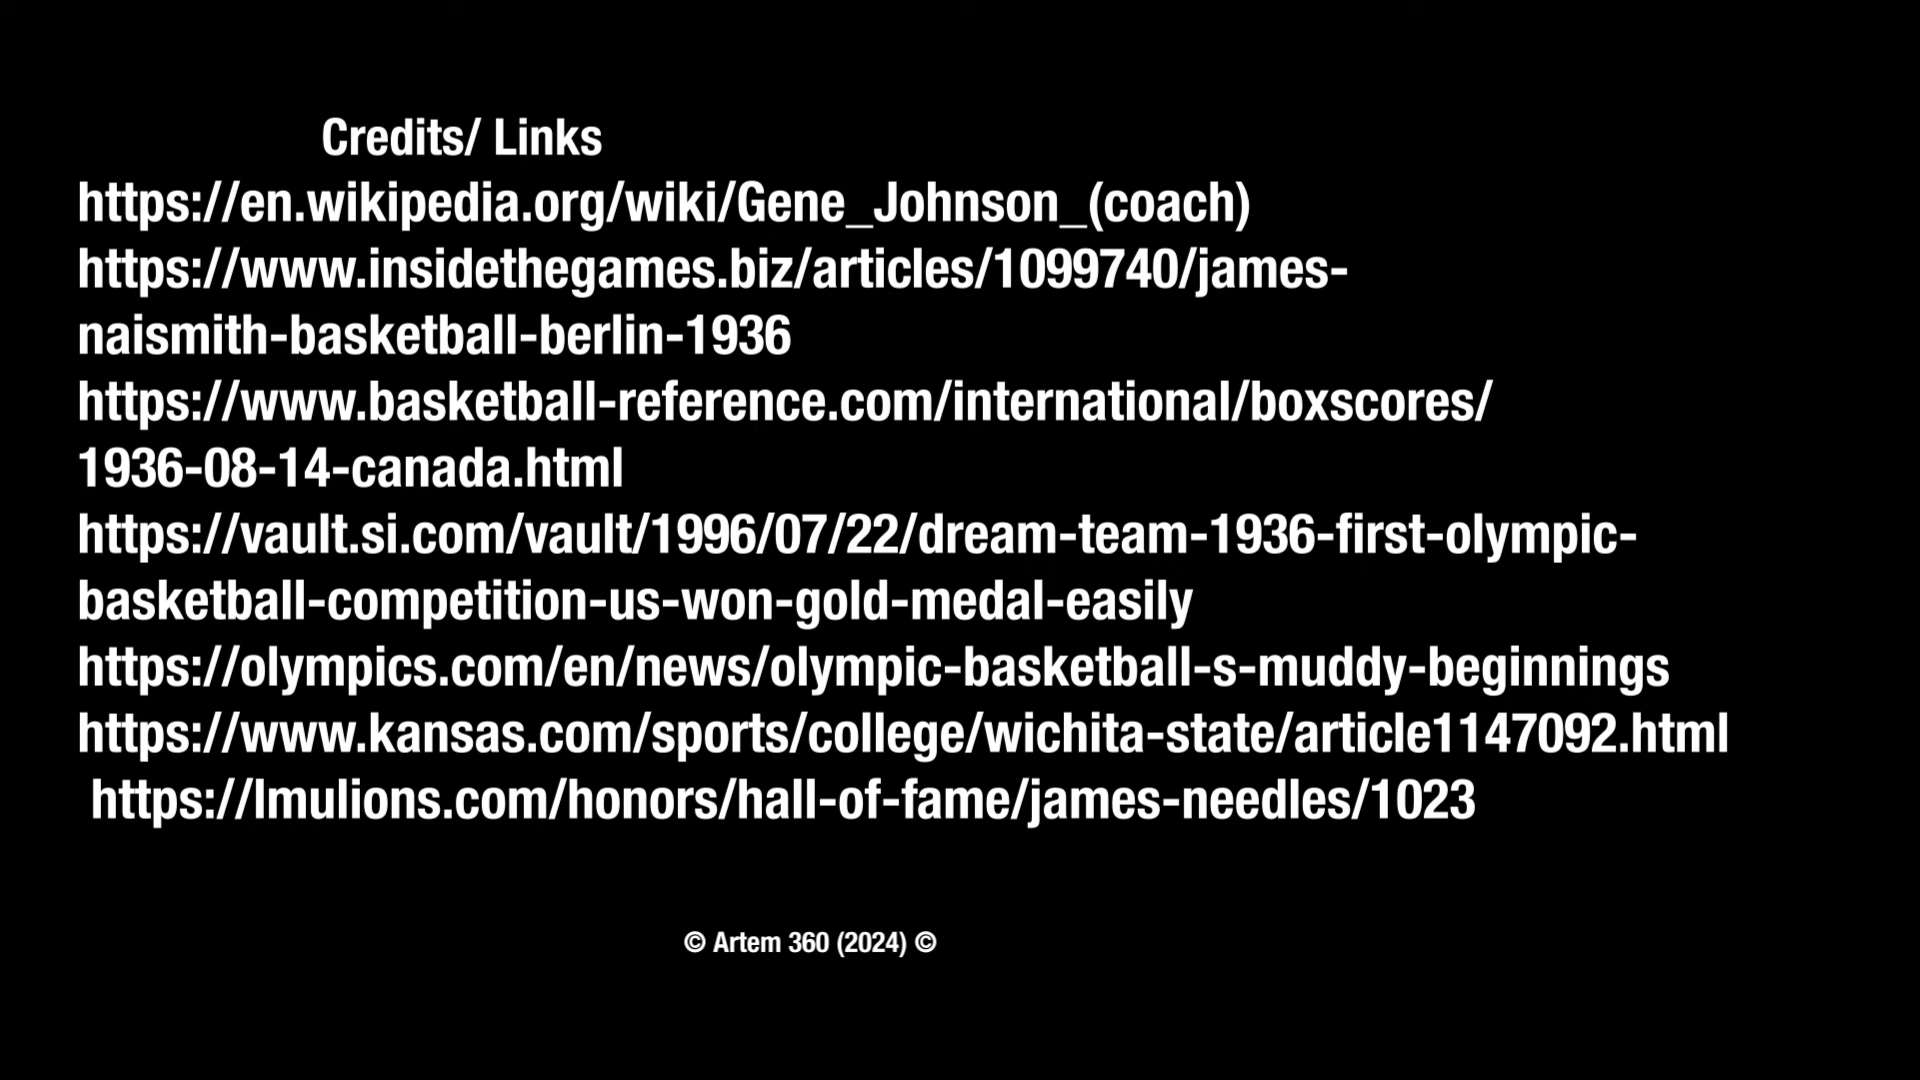 Credits/ Links
https://en.wikipedia.org/wiki/Gene_Johnson_(coach)
https://www.insidethegames.biz/articles/1099740/james-
naismith-basketball-berlin-1936
https://www.basketball-reference.com/international/boxscores/
1936-08-14-canada.html
https://vault.si.com/vault/1996/07/22/dream-team-1936-first-olympic-
basketball-competition-us-won-gold-medal-easily
https://olympics.com/en/news/olympic-basketball-s-muddy-beginnings
https://www.kansas.com/sports/college/wichita-state/article1147092.html
https://lmulions.com/honors/hall-of-fame/james-needles/1023
© Artem 360 (2024) ©